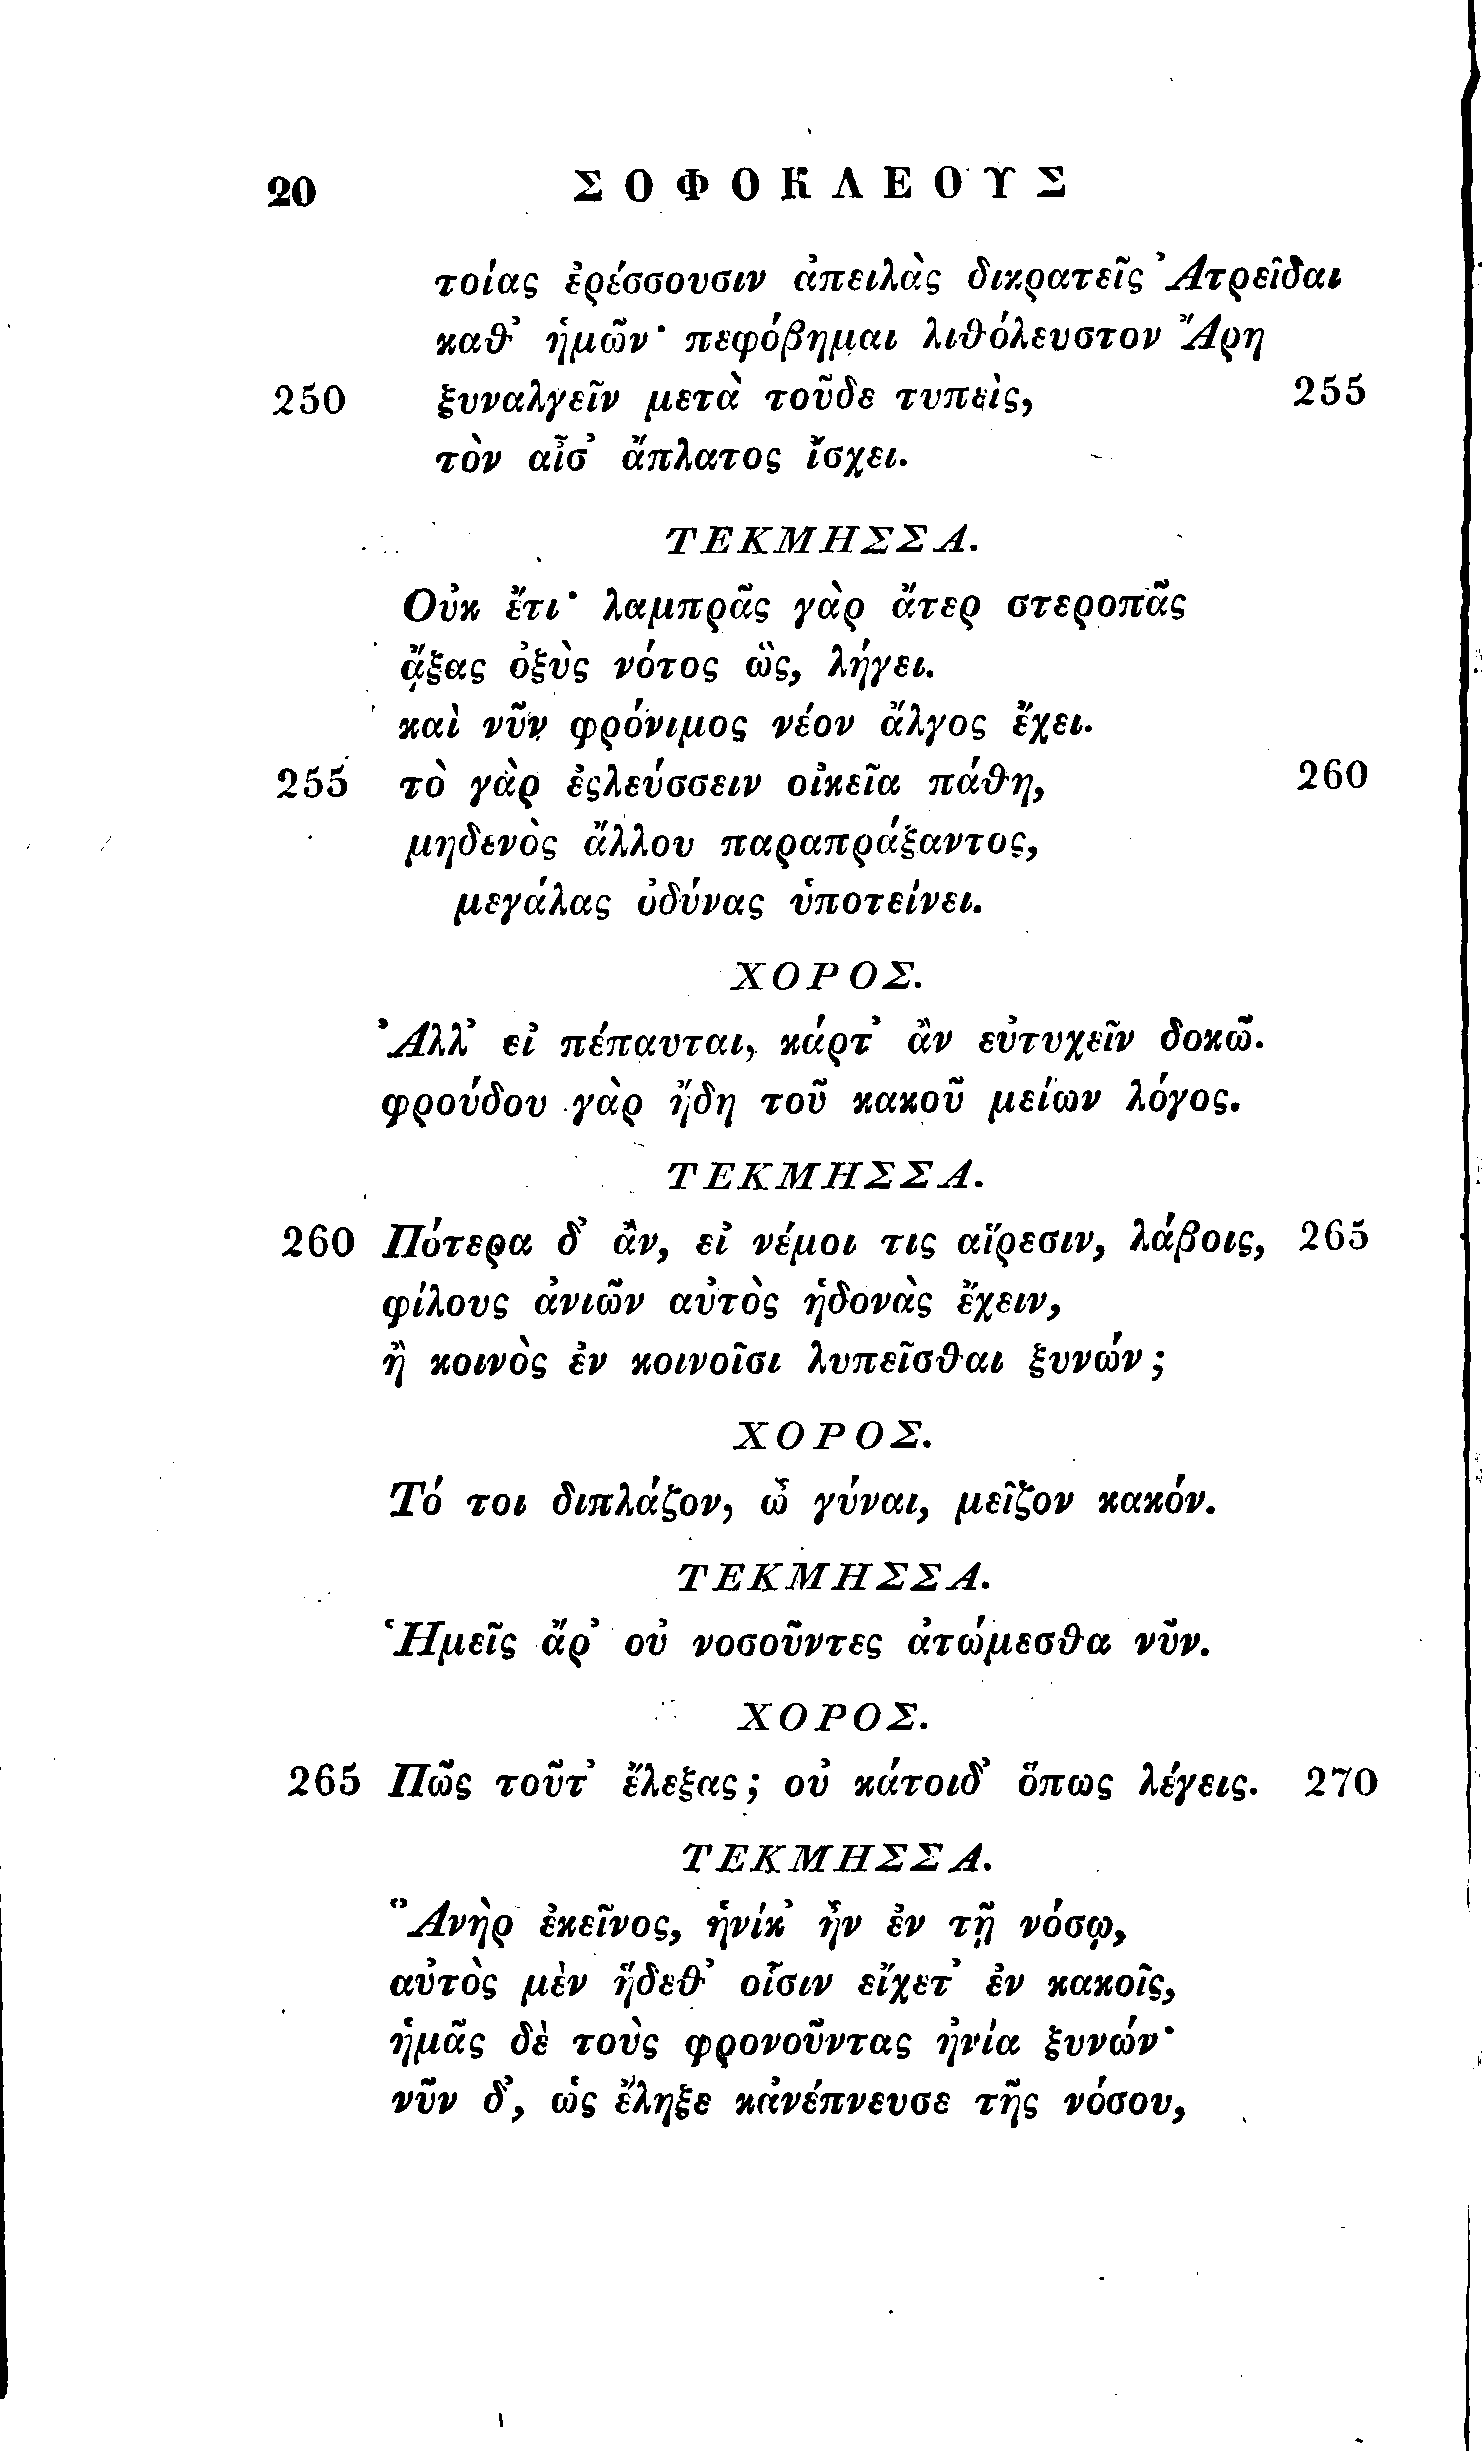 20 ΣΟΦΟΚΛΕΟΥΣ
τοίας ἐρέσσουσιν ἀπειλὰς δικρατεῖς Ἀτρεῖδαι
καθ’ ἡμῶν· πεφόβημαι λιθόλευστον Ἄρη
250 ξυναλγεῖν μετὰ τοῦδε τυπεὶς, 255
τὸν αἶσ’ ἄπλατος ἴσχει.
ΤΕΚΜΗΣΣΑ.
Οὐκ ἔτι· λαμπρᾶς γὰρ ἄτερ στεροπᾶς
ᾄξας ὀξὺς νότος ὣς, λήγει.
καὶ νῦν φρόνιμος νέον ἄλγος ἔχει.
255 τὸ γὰρ ἐςλεύσσειν οἰκεῖα πάθη, 260
μηδενὸς ἄλλου παραπράξαντος,
μεγάλας ὀδύνας ὑποτείνει.
ΧΟΡΟΣ.
Ἀλλ’ εἰ πέπαυται, κάρτ’ ἂν εὐτυχεῖν δοκῶ.
φρούδου γὰρ ἤδη τοῦ κακοῦ μείων λόγος.
ΤΕΚΜΗΣΣΑ.
260 Πότερα δ’ ἂν, εἰ νέμοι τις αἵρεσιν, λάβοις, 265
φίλους ἀνιῶν αὐτὸς ἡδονὰς ἔχειν,
ἢ κοινὸς ἐν κοινοῖσι λυπεῖσθαι ξυνών;
ΧΟΡΟΣ.
Τό τοι διπλάζον, ὦ γύναι, μεῖζον κακόν.
ΤΕΚΜΗΣΣΑ.
Ἡμεῖς ἄρ’ οὐ νοσοῦντες ἀτώμεσθα νῦν.
ΧΟΡΟΣ.
265 Πῶς τοῦτ’ ἔλεξας; οὐ κάτοιδ’ ὅπως λέγεις. 270
ΤΕΚΜΗΣΣΑ.
Ἅνὴρ ἐκεῖνος, ἡνίκ’ ἦν ἐν τῇ νόσῳ,
αὐτὸς μὲν ἥδεθ’ οἷσιν εἴχετ’ ἐν κακοῖς,
ἡμᾶς δὲ τοὺς φρονοῦντας ἠνία ξυνών·
νῦν δ’, ὡς ἔληξε κἀνέπνευσε τῆς νόσου,